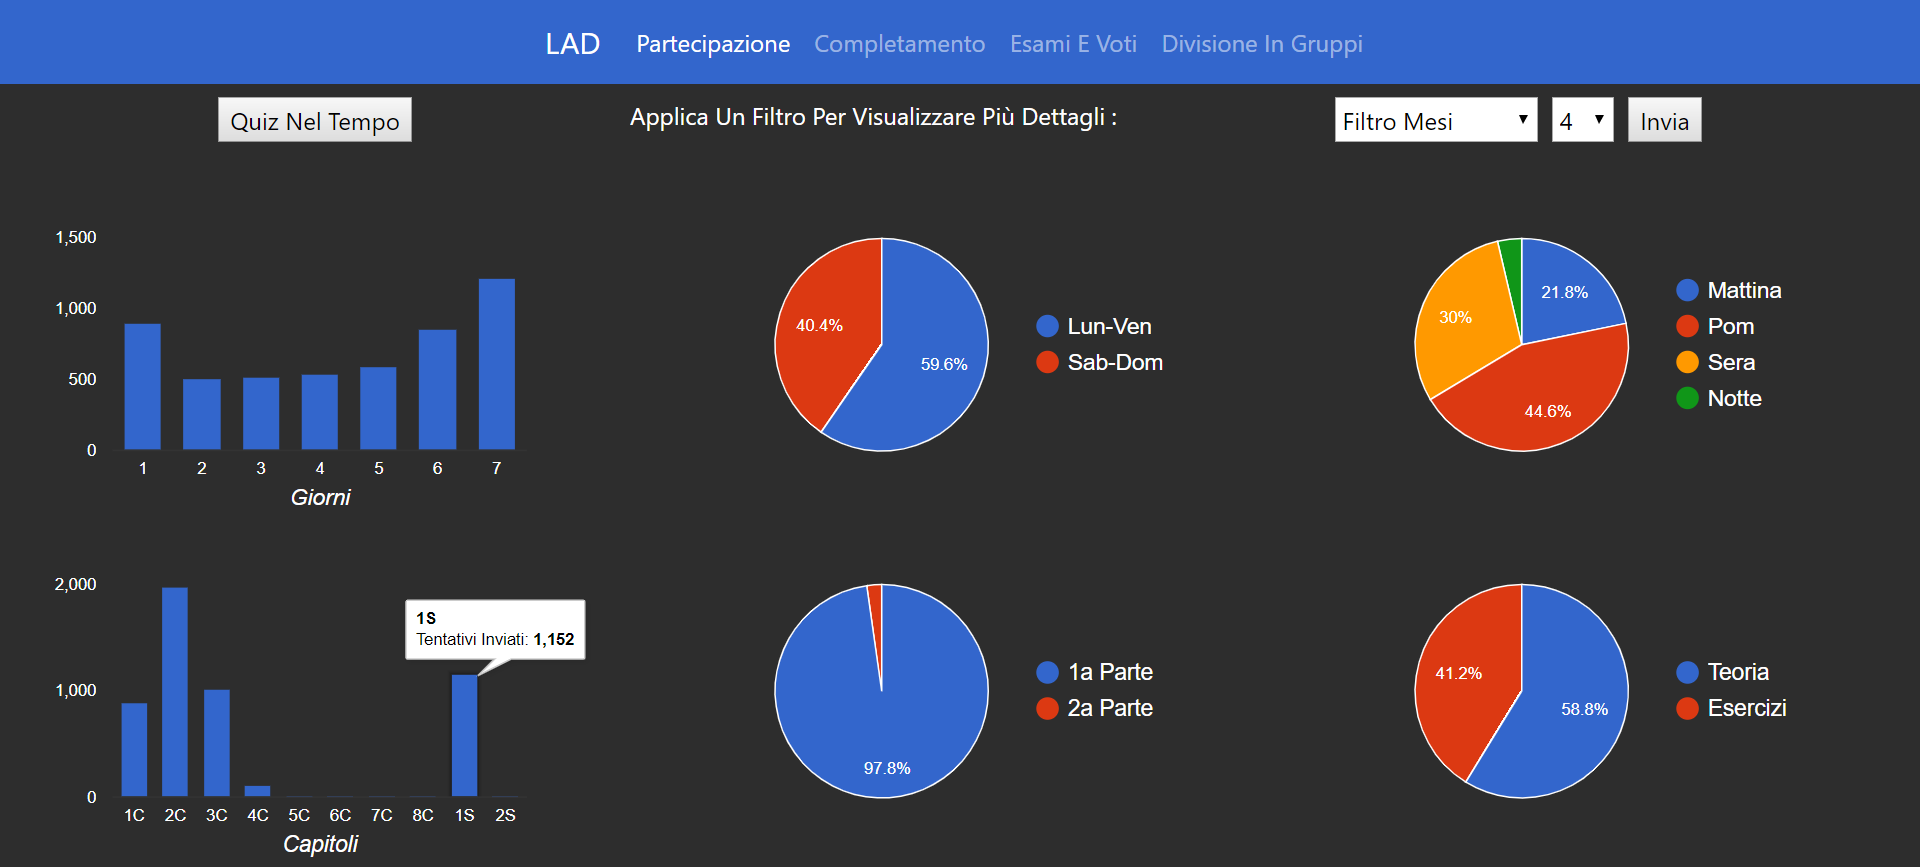 LAD Partecipazione Completamento Esami E Voti Divisione In Gruppi
Quiz Nel Tempo
Applica Un Filtro Per Visualizzare Più Dettagli :
Filtro Mesi 4 Invia
1,500
1,000
500
0
1 2 3 4 5 6 7
Giorni
40.4%
59.6%
Lun-Ven
Sab-Dom
21.8%
30%
44.6%
Mattina
Pom
Sera
Notte
2,000
1,000
0
1S
Tentativi Inviati: 1,152
1C 2C 3C 4C 5C 6C 7C 8C 1S 2S
Capitoli
97.8%
1a Parte
2a Parte
41.2%
58.8%
Teoria
Esercizi